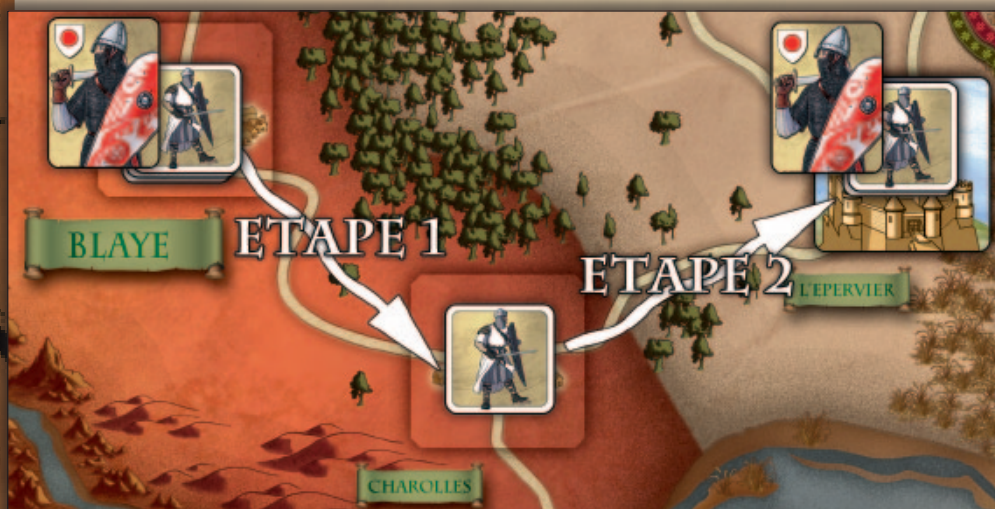 BLAYE
ETAPE 1
ETAPE 2
L'EPERVIER
CHAROLLES